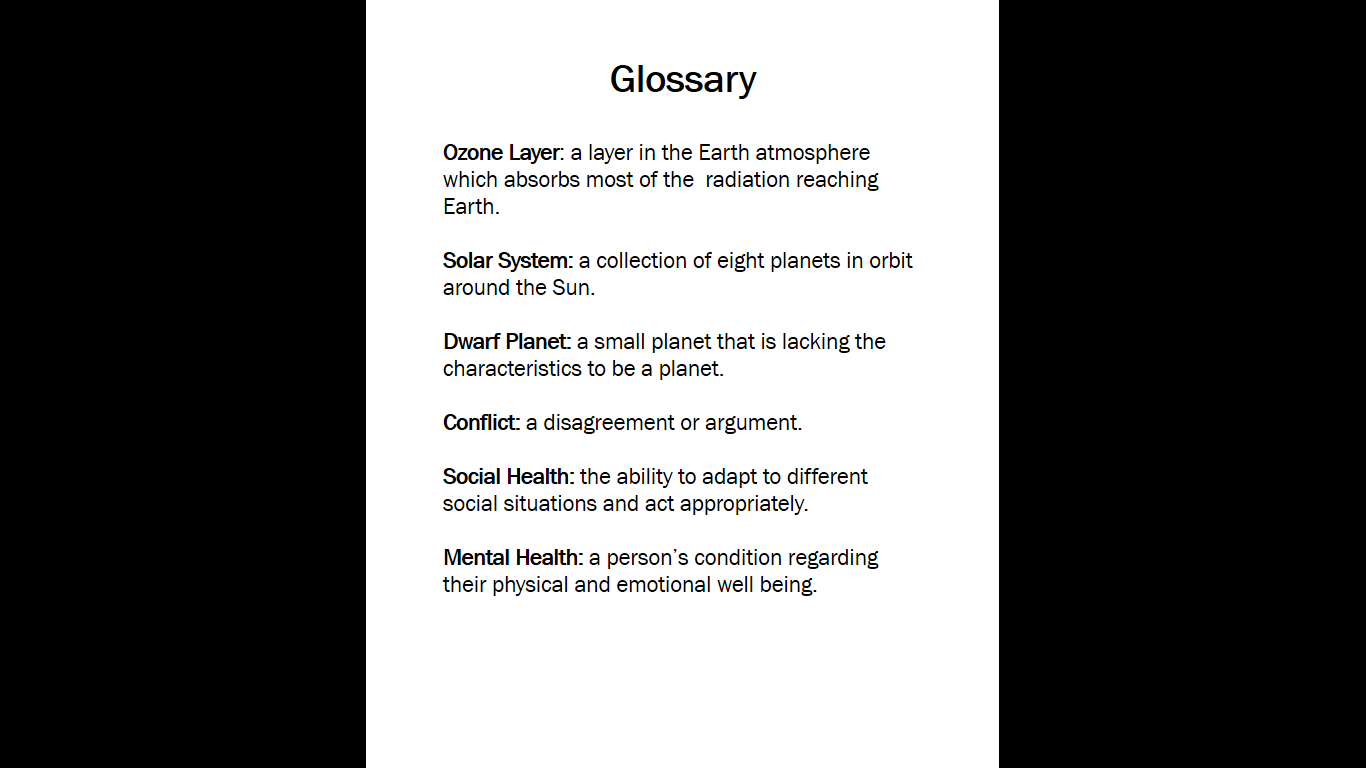 Glossary
Ozone Layer: a layer in the Earth atmosphere
which absorbs most of the  radiation reaching
Earth.
Solar System: a collection of eight planets in orbit
around the Sun.
Dwarf Planet: a small planet that is lacking the
characteristics to be a planet.
Conflict: a disagreement or argument.
Social Health: the ability to adapt to different
social situations and act appropriately.
Mental Health: a person’s condition regarding
their physical and emotional well being.